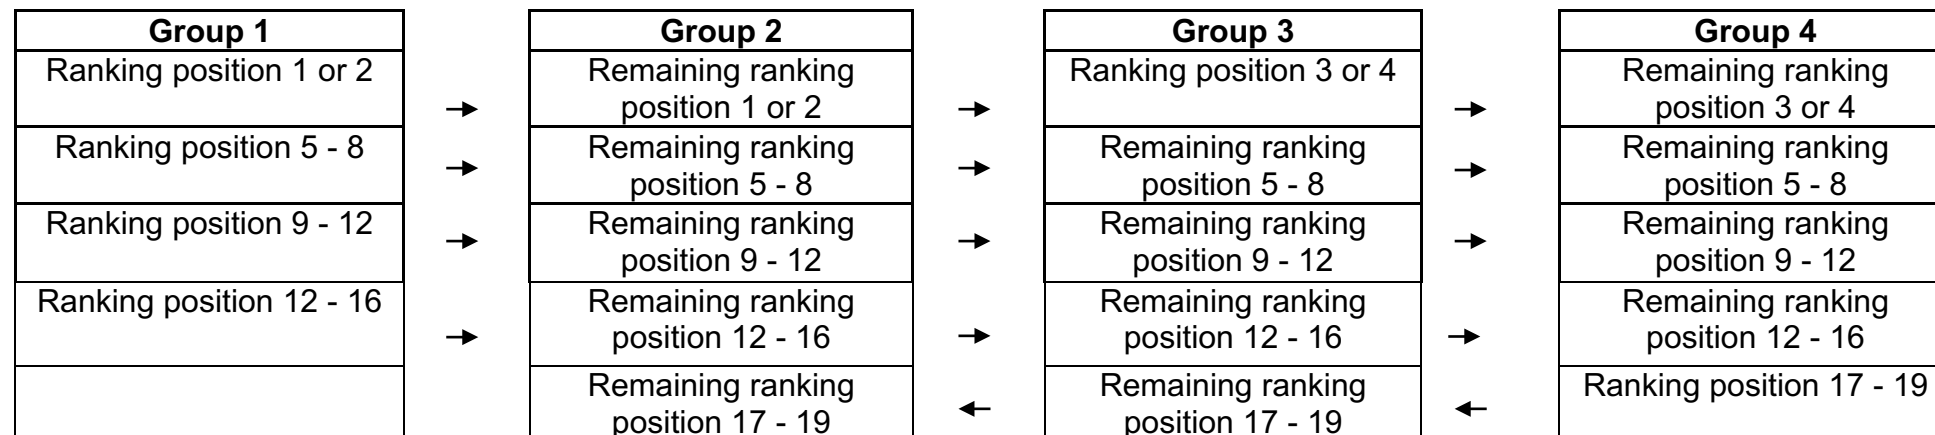 Group 1
Group 2
Group 3
Group 4
Ranking position 1 or 2
→
Remaining ranking
position 1 or 2
→
Ranking position 3 or 4
→
Remaining ranking
position 3 or 4
Ranking position 5 - 8
→
Remaining ranking
position 5 - 8
→
Remaining ranking
position 5 - 8
→
Remaining ranking
position 5 - 8
Ranking position 9 - 12
→
Remaining ranking
position 9 - 12
→
Remaining ranking
position 9 - 12
→
Remaining ranking
position 9 - 12
Ranking position 12 - 16
→
Remaining ranking
position 12 - 16
→
Remaining ranking
position 12 - 16
→
Remaining ranking
position 12 - 16
Remaining ranking
position 17 - 19
←
Remaining ranking
position 17 - 19
←
Ranking position 17 - 19